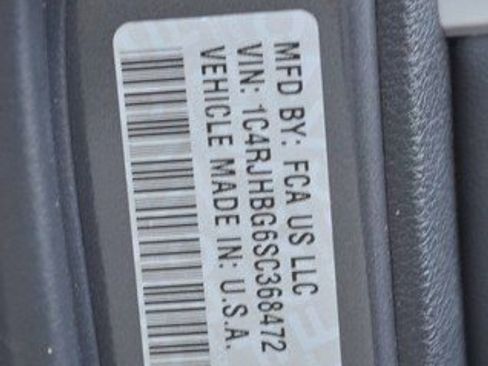 MFD BY: FCA US LLC
VIN: 1C4RJHBG6SC368472
VEHICLE MADE IN: U.S.A.